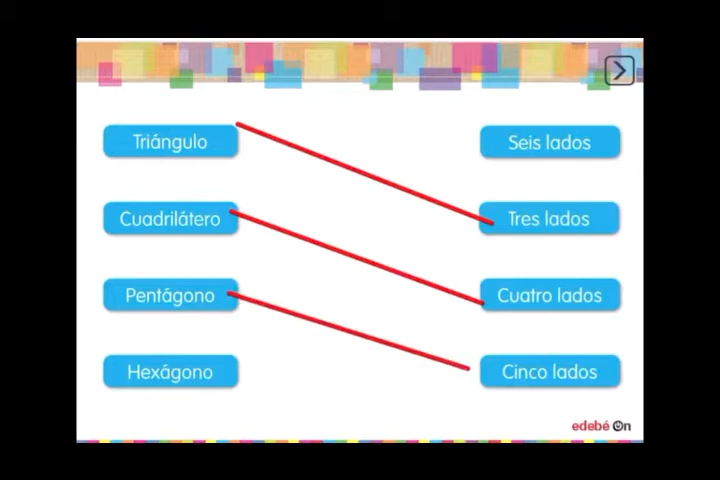 Triángulo
Seis lados
Cuadrilátero
Tres lados
Pentágono
Cuatro lados
Hexágono
Cinco lados
edebé On